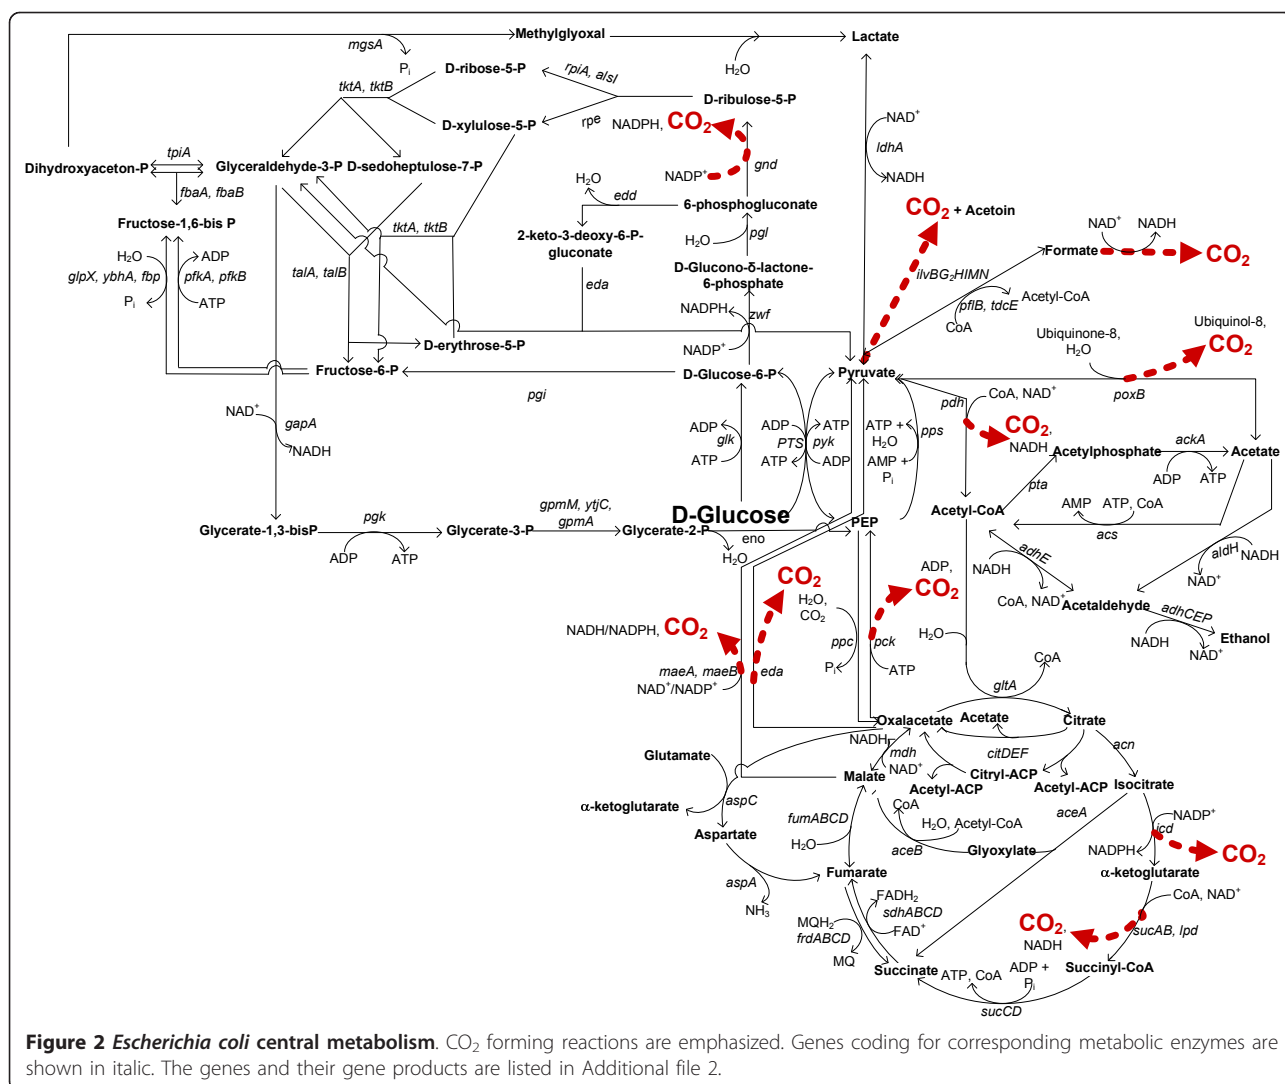 Methylglyoxal
Lactate
mgsA
Pi
H2O
D-ribose-5-P
rpiA, alsI
tktA, tktB
D-ribulose-5-P
D-xylulose-5-P
rpe
NADPH, CO2
NAD+
ldhA
NADH
Dihydroxyaceton-P
tpiA
Glyceraldehyde-3-P
D-sedoheptulose-7-P
fbaA, fbaB
NADP+
gnd
H2O
edd
6-phosphogluconate
CO2 + Acetoin
Fructose-1,6-bis P
tktA, tktB
2-keto-3-deoxy-6-P-
gluconate
H2O
pgl
NAD+
NADH
Formate
CO2
H2O
ADP
glpX, ybhA, fbp
pfkA, pfkB
Pi
ATP
talA, talB
eda
D-Glucono-δ-lactone-
6-phosphate
ilvBG2HIMN
pflB, tdcE
Acetyl-CoA
CoA
NADPH
zwf
NADP+
Ubiquinone-8,
H2O
Ubiquinol-8,
CO2
D-erythrose-5-P
Fructose-6-P
pgi
D-Glucose-6-P
Pyruvate
poxB
pdh
CoA, NAD+
NAD+
gapA
NADH
ADP
glk
ATP
ADP
PTS
ATP
ATP
pyk
ADP
ATP +
H2O
AMP +
Pi
pps
CO2,
NADH
Acetylphosphate
ackA
ADP
ATP
Acetate
pta
Glycerate-1,3-bisP
pgk
ADP
ATP
Glycerate-3-P
gpmM, ytjC,
gpmA
Glycerate-2-P
D-Glucose
eno
H2O
PEP
Acetyl-CoA
AMP
ATP, CoA
acs
adhE
NADH
CoA, NAD+
aldH
NADH
NAD+
Acetaldehyde
adhCEP
NADH
NAD+
Ethanol
CO2
H2O,
CO2
ADP,
CO2
NADH/NADPH, CO2
maeA, maeB
NAD+/NADP+
eda
ppc
Pi
pck
ATP
H2O
CoA
gltA
Oxalacetate
Acetate
Citrate
NADH
mdh
NAD+
citDEF
acn
Glutamate
Malate
Citryl-ACP
Acetyl-ACP
Acetyl-ACP
Isocitrate
α-ketoglutarate
aspC
Aspartate
fumABCD
H2O
CoA
H2O, Acetyl-CoA
aceB
Glyoxylate
aceA
NADP+
icd
NADPH
CO2
α-ketoglutarate
aspA
NH3
Fumarate
FADH2
sdhABCD
FAD+
MQH2
frdABCD
MQ
CoA, NAD+
CO2,
NADH
sucAB, lpd
Succinate
ATP, CoA
ADP +
Pi
Succinyl-CoA
sucCD
Figure 2 Escherichia coli central metabolism. CO2 forming reactions are emphasized. Genes coding for corresponding metabolic enzymes are
shown in italic. The genes and their gene products are listed in Additional file 2.